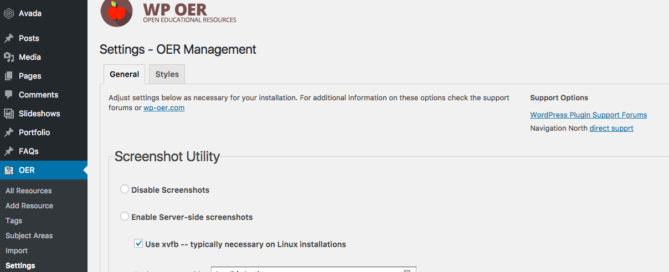 Avada
Posts
Media
Pages
Comments
Slideshows
Portfolio
FAQs
OER
All Resources
Add Resource
Tags
Subject Areas
Import
Settings
WP OER
OPEN EDUCATIONAL RESOURCES
Settings - OER Management
General
Styles
Adjust settings below as necessary for your installation. For additional information on these options check the support
forums or wp-oer.com
Support Options
WordPress Plugin Support Forums
Navigation North direct supprt
Screenshot Utility
Disable Screenshots
Enable Server-side screenshots
Use xvfb -- typically necessary on Linux installations